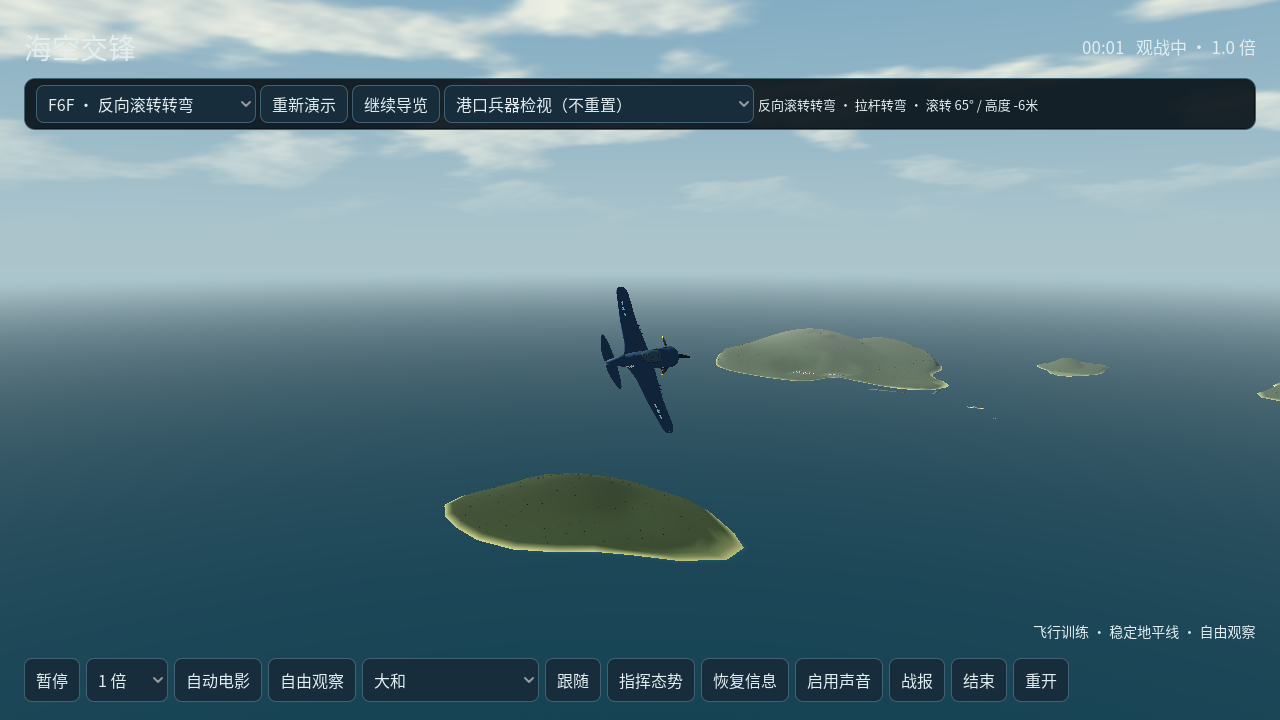 海空交锋
00:01 观战中 • 1.0 倍
F6F • 反向滚转转弯 重新演示 继续导览 港口兵器检视（不重置） 反向滚转转弯 • 拉杆转弯 • 滚转 65° / 高度 -6米
飞行训练 • 稳定地平线 • 自由观察
暂停 1 倍 自动电影 自由观察 大和 跟随 指挥态势 恢复信息 启用声音 战报 结束 重开